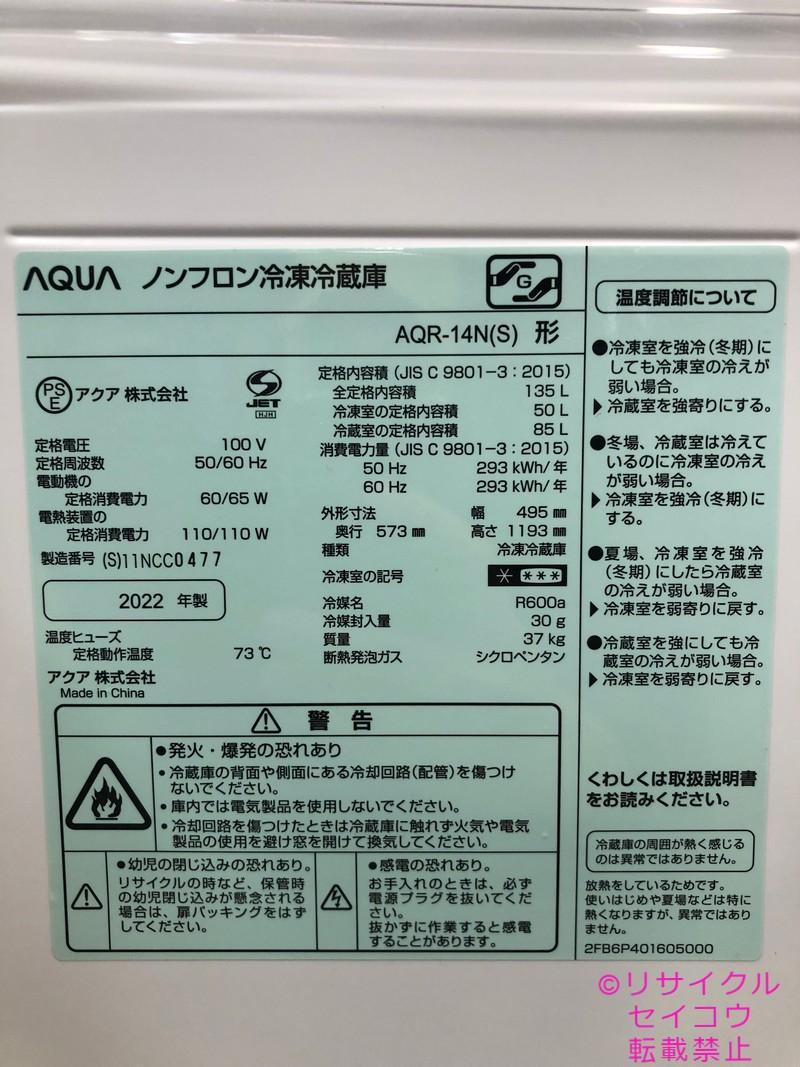 AQUA ノンフロン冷凍冷蔵庫
G
AQR-14N(S) 形
PS
E
アクア 株式会社
JET
HJH
定格電圧 100 V
定格周波数 50/60 Hz
電動機の
定格消費電力 60/65 W
電熱装置の
定格消費電力 110/110 W
製造番号 (S)11NCC0477
2022 年製
温度ヒューズ
定格動作温度 73℃
アクア 株式会社
Made in China
定格内容積 (JIS C 9801-3 : 2015)
全定格内容積 135 L
冷凍室の定格内容積 50 L
冷蔵室の定格内容積 85 L
消費電力量 (JIS C 9801-3 : 2015)
50 Hz 293 kWh/年
60 Hz 293 kWh/年
外形寸法 幅 495 ㎜
奥行 573 ㎜ 高さ 1193 ㎜
種類 冷凍冷蔵庫
冷凍室の記号 * ***
冷媒名 R600a
冷媒封入量 30 g
質量 37 kg
断熱発泡ガス シクロペンタン
警 告
●発火・爆発の恐れあり
・冷蔵庫の背面や側面にある冷却回路(配管)を傷つけ
ないでください。
・庫内では電気製品を使用しないでください。
・冷却回路を傷つけたときは冷蔵庫に触れず火気や電気
製品の使用を避け窓を開けて換気してください。
●幼児の閉じ込みの恐れあり。
リサイクルの時など、保管時
の幼児閉じ込みが懸念される
場合は、扉パッキングをはず
してください。
●感電の恐れあり。
お手入れのときは、必ず
電源プラグを抜いてくだ
さい。
抜かずに作業すると感電
することがあります。
温度調節について
●冷凍室を強冷(冬期)に
しても冷凍室の冷えが
弱い場合。
▶冷蔵室を強寄りにする。
●冬場、冷蔵室は冷えて
いるのに冷凍室の冷え
が弱い場合。
▶冷凍室を強冷(冬期)に
する。
●夏場、冷凍室を強冷
(冬期)にしたら冷蔵室
の冷えが弱い場合。
▶冷凍室を弱寄りに戻す。
●冷蔵室を強にしても冷
蔵室の冷えが弱い場合。
▶冷凍室を弱寄りに戻す。
くわしくは取扱説明書
をお読みください。
冷蔵庫の周囲が熱く感じる
のは異常ではありません。
放熱をしているためです。
使いはじめや夏場などは特に
熱くなりますが、異常ではあり
ません。
2FB6P401605000
©リサイクル
セイコウ
転載禁止